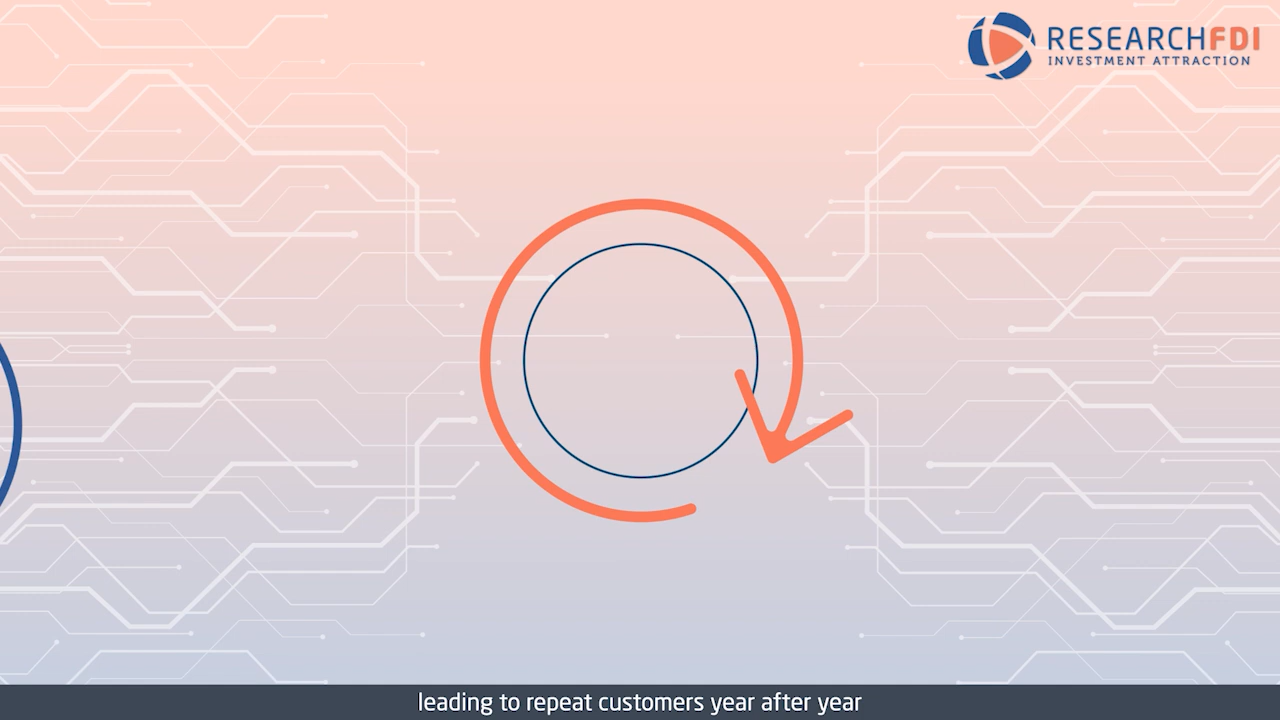 RESEARCHFDI
INVESTMENT ATTRACTION
leading to repeat customers year after year